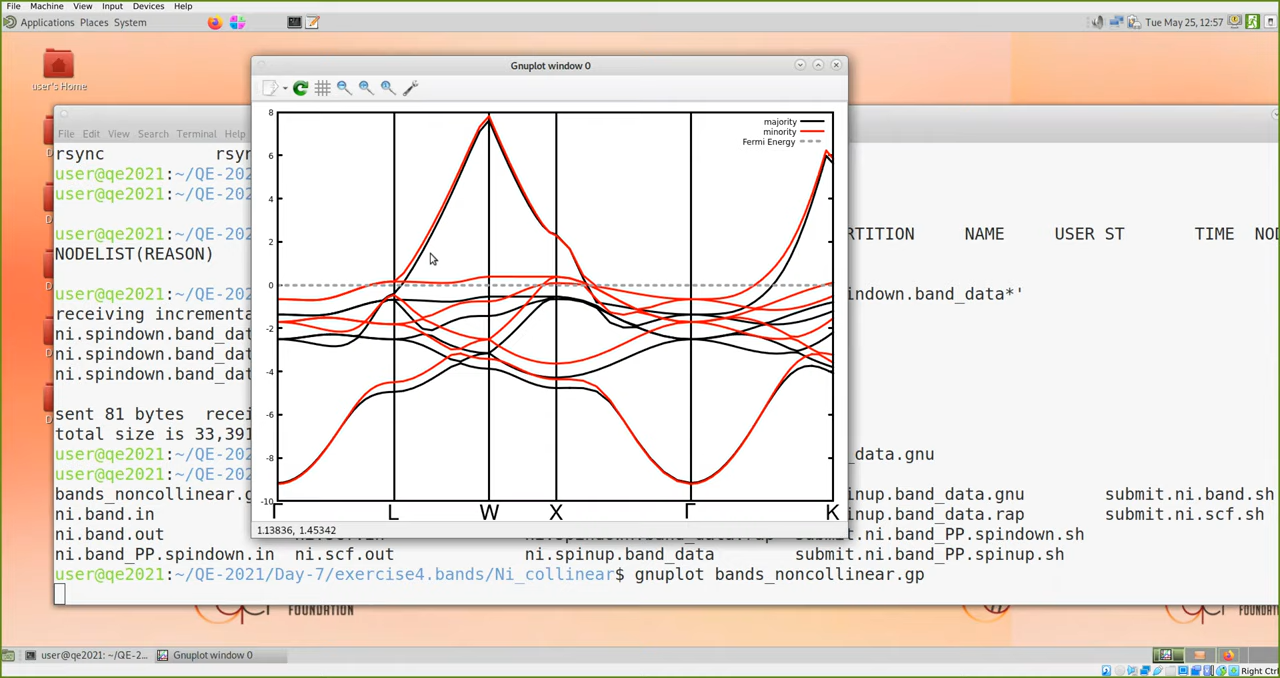 File Machine View Input Devices Help
Applications Places System
Tue May 25, 12:57
user's Home
Gnuplot window 0
File Edit View Search Terminal Help
8
6
4
2
0
-2
-4
-6
-8
-10
majority
minority
Fermi Energy
Γ L W X Γ K
1.13836, 1.45342
rsync rsyn
user@qe2021:~/QE-202
user@qe2021:~/QE-202
user@qe2021:~/QE-202 RTITION NAME USER ST TIME NOD
NODELIST(REASON)
user@qe2021:~/QE-202 indown.band_data*'
receiving incrementa
ni.spindown.band_dat
ni.spindown.band_dat
ni.spindown.band_dat
sent 81 bytes recei
total size is 33,391
user@qe2021:~/QE-202 _data.gnu
user@qe2021:~/QE-202
bands_noncollinear.g inup.band_data.gnu submit.ni.band.sh
ni.band.in inup.band_data.rap submit.ni.scf.sh
ni.band.out _band_PP.spindown.sh
ni.band_PP.spindown.in ni.scf.out ni.spinup.band_data submit.ni.band_PP.spinup.sh
user@qe2021:~/QE-2021/Day-7/exercise4.bands/Ni_collinear$ gnuplot bands_noncollinear.gp
FOUNDATION
FOUNDA
user@qe2021: ~/QE-2... Gnuplot window 0
Right Ctrl